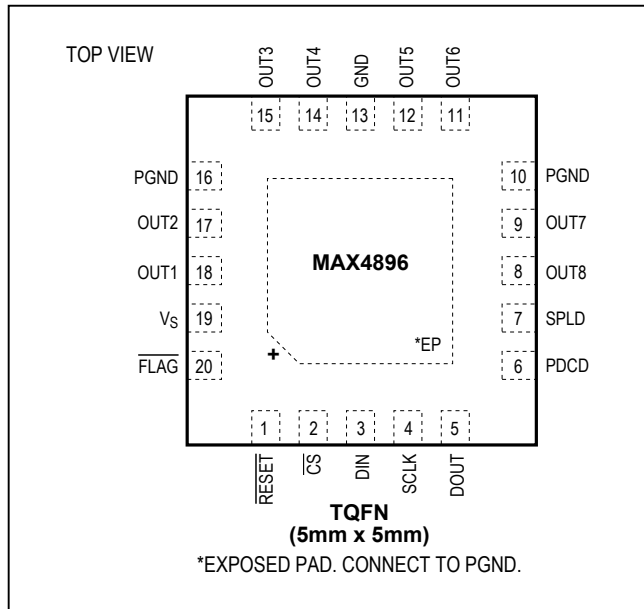 TOP VIEW
OUT3 OUT4 GND OUT5 OUT6
15 14 13 12 11
PGND 16 10 PGND
OUT2 17 9 OUT7
OUT1 18 MAX4896 8 OUT8
VS 19 7 SPLD
FLAG 20 + *EP 6 PDCD
1 2 3 4 5
RESET CS DIN SCLK DOUT
TQFN
(5mm x 5mm)
*EXPOSED PAD. CONNECT TO PGND.